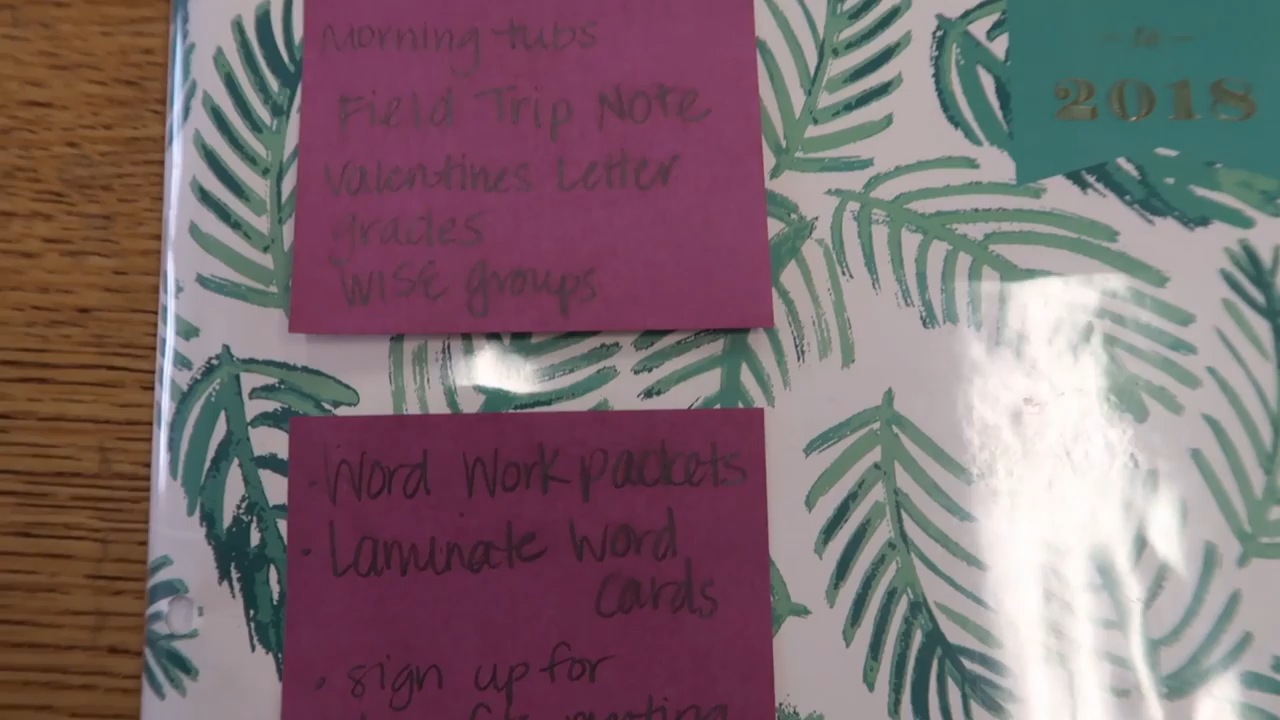 Morning tubs
Field Trip Note
Valentines Letter
grades
WISE groups
- Word Work packets
• Laminate Word
cards
• sign up for
– to –
2018